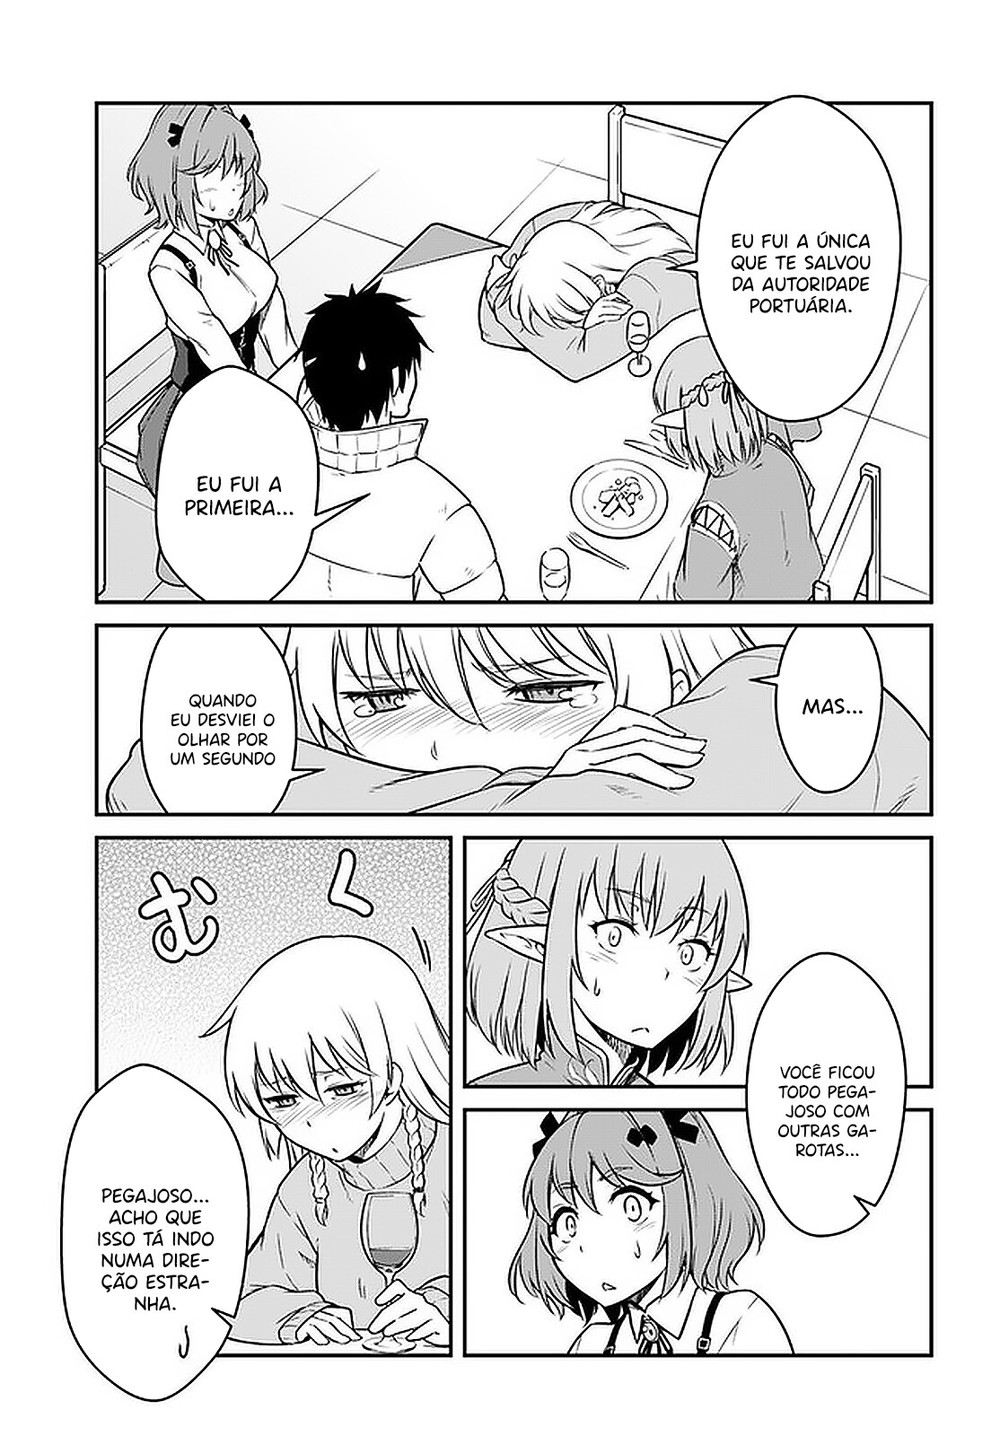 EU FUI A ÚNICA
QUE TE SALVOU
DA AUTORIDADE
PORTUÁRIA.
EU FUI A
PRIMEIRA...
MAS...
QUANDO
EU DESVIEI O
OLHAR POR
UM SEGUNDO
VOCÊ FICOU
TODO PEGA-
JOSO COM
OUTRAS GA-
ROTAS...
むく
PEGAJOSO...
ACHO QUE
ISSO TÁ INDO
NUMA DIRE-
ÇÃO ESTRA-
NHA.